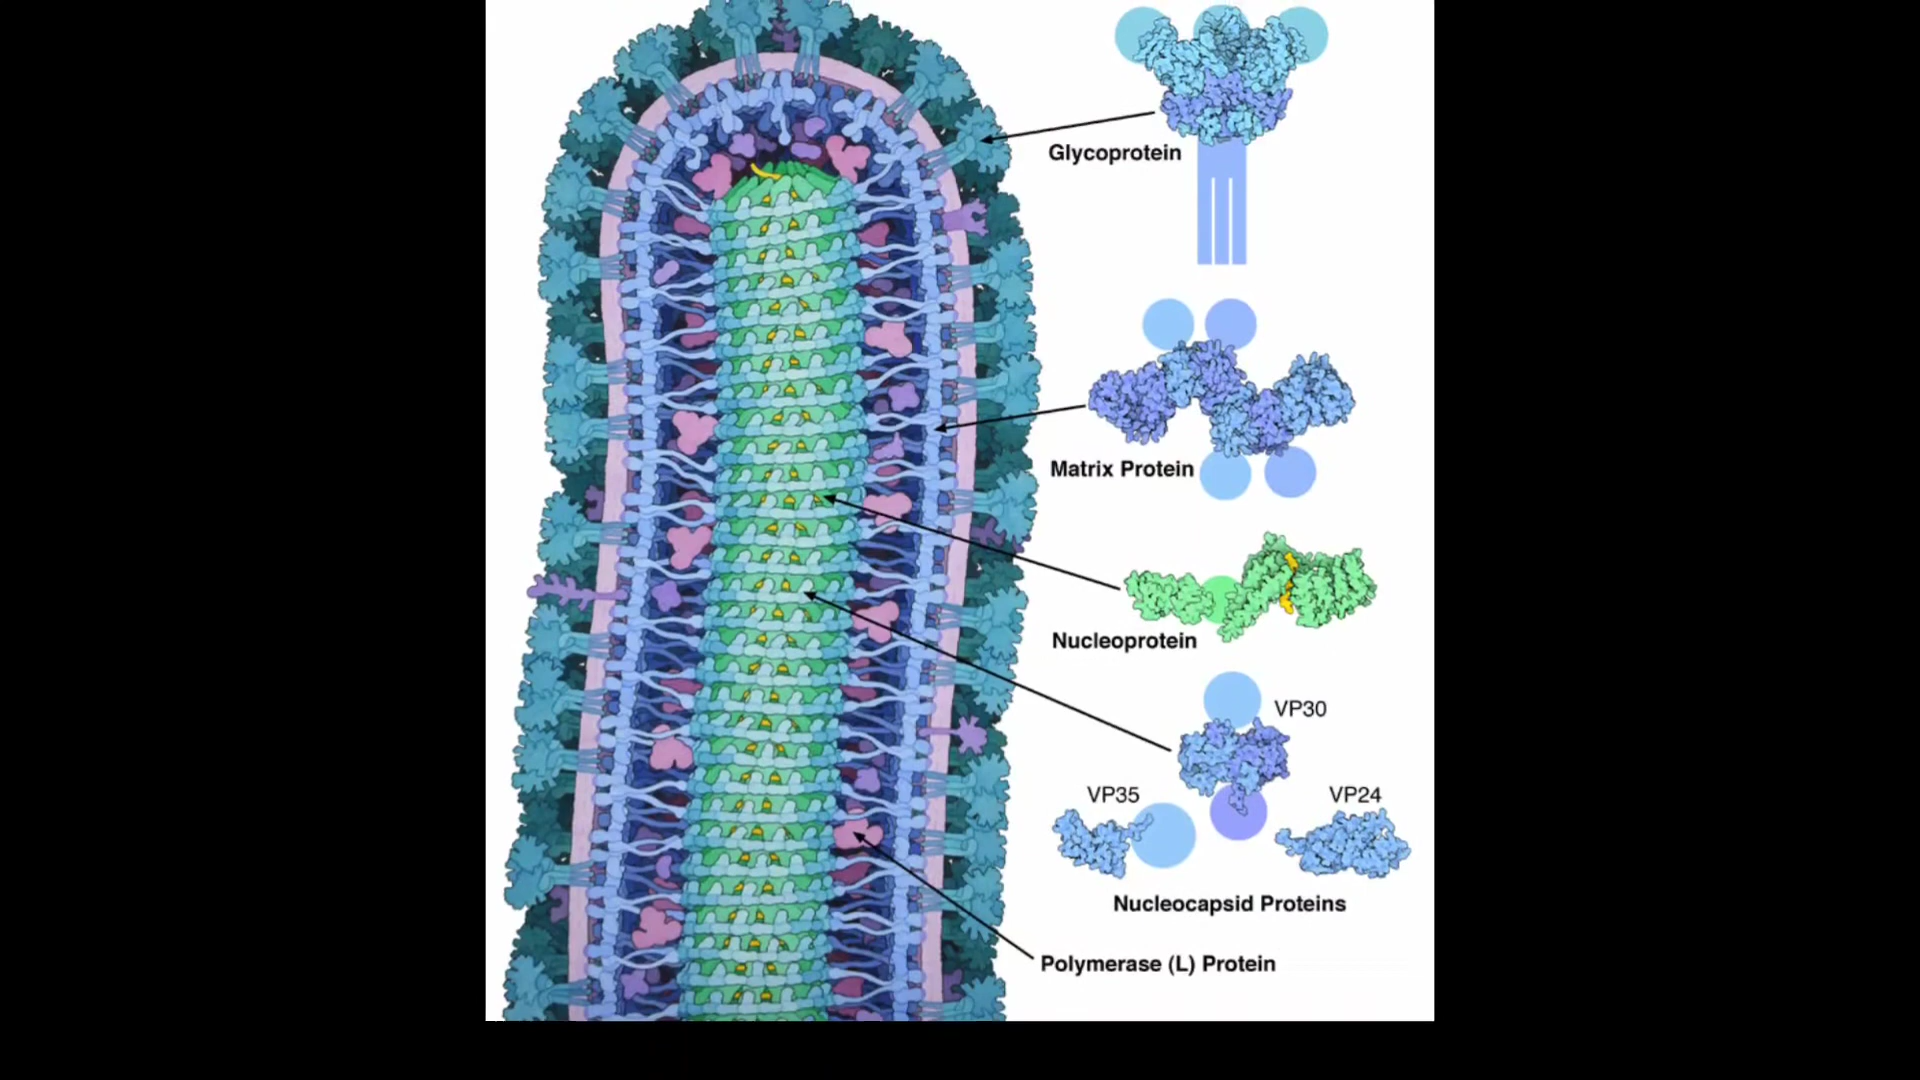 Glycoprotein
Matrix Protein
Nucleoprotein
VP30
VP35
VP24
Nucleocapsid Proteins
Polymerase (L) Protein